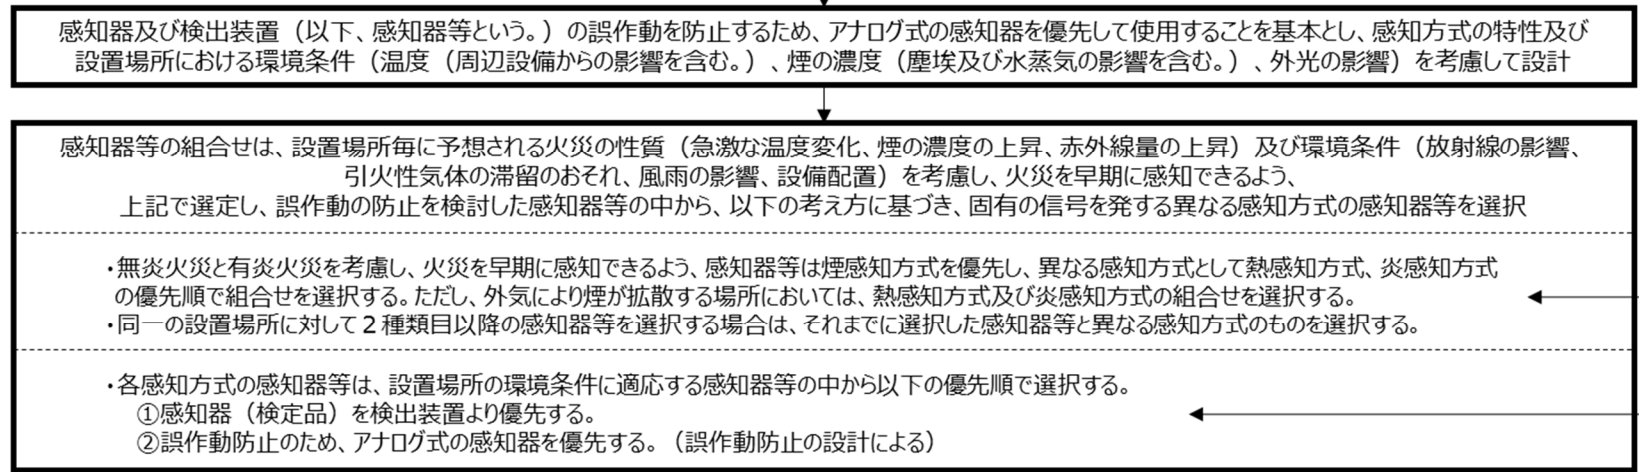 感知器及び検出装置（以下、感知器等という。）の誤作動を防止するため、アナログ式の感知器を優先して使用することを基本とし、感知方式の特性及び
設置場所における環境条件（温度（周辺設備からの影響を含む。）、煙の濃度（塵埃及び水蒸気の影響を含む。）、外光の影響）を考慮して設計
感知器等の組合せは、設置場所毎に予想される火災の性質（急激な温度変化、煙の濃度の上昇、赤外線量の上昇）及び環境条件（放射線の影響、
引火性気体の滞留のおそれ、風雨の影響、設備配置）を考慮し、火災を早期に感知できるよう、
上記で選定し、誤作動の防止を検討した感知器等の中から、以下の考え方に基づき、固有の信号を発する異なる感知方式の感知器等を選択
・無炎火災と有炎火災を考慮し、火災を早期に感知できるよう、感知器等は煙感知方式を優先し、異なる感知方式として熱感知方式、炎感知方式
の優先順で組合せを選択する。ただし、外気により煙が拡散する場所においては、熱感知方式及び炎感知方式の組合せを選択する。
・同一の設置場所に対して２種類目以降の感知器等を選択する場合は、それまでに選択した感知器等と異なる感知方式のものを選択する。
・各感知方式の感知器等は、設置場所の環境条件に適応する感知器等の中から以下の優先順で選択する。
①感知器（検定品）を検出装置より優先する。
②誤作動防止のため、アナログ式の感知器を優先する。（誤作動防止の設計による）